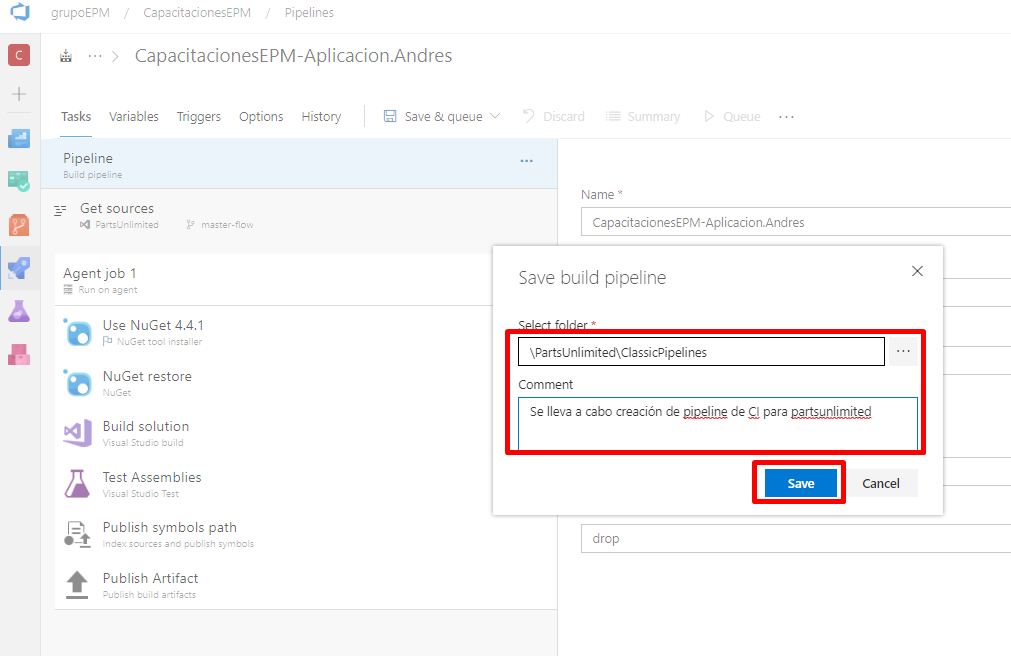 grupoEPM / CapacitacionesEPM / Pipelines
C
... > CapacitacionesEPM-Aplicacion.Andres
Tasks Variables Triggers Options History Save & queue Discard Summary Queue ...
Pipeline ...
Build pipeline
Get sources
PartsUnlimited master-flow
Agent job 1
Run on agent
Use NuGet 4.4.1
NuGet tool installer
NuGet restore
NuGet
Build solution
Visual Studio build
Test Assemblies
Visual Studio Test
Publish symbols path
Index sources and publish symbols
Publish Artifact
Publish build artifacts
Name *
CapacitacionesEPM-Aplicacion.Andres
Save build pipeline
Select folder *
\PartsUnlimited\ClassicPipelines ...
Comment
Se lleva a cabo creación de pipeline de CI para partsunlimited
Save Cancel
drop